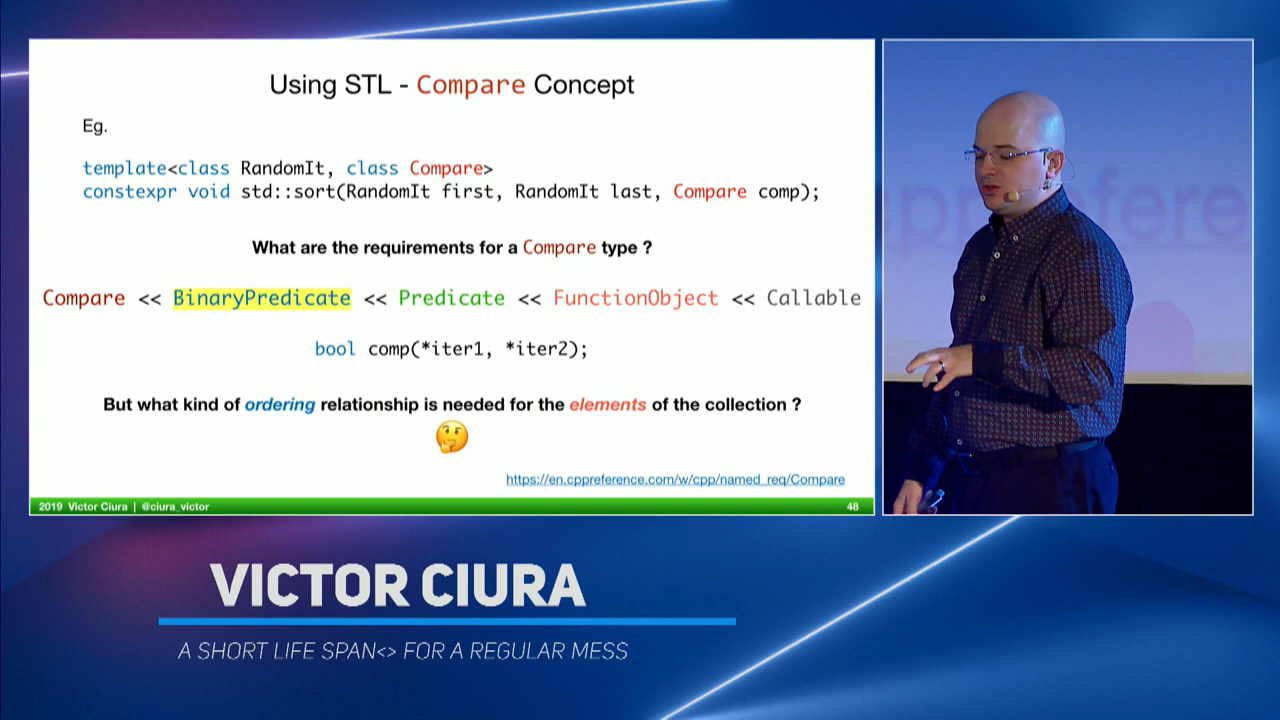 Using STL - Compare Concept
Eg.
template<class RandomIt, class Compare>
constexpr void std::sort(RandomIt first, RandomIt last, Compare comp);
What are the requirements for a Compare type ?
Compare << BinaryPredicate << Predicate << FunctionObject << Callable
bool comp(*iter1, *iter2);
But what kind of ordering relationship is needed for the elements of the collection ?
https://en.cppreference.com/w/cpp/named_req/Compare
2019 Victor Ciura | @ciura_victor
48
VICTOR CIURA
A SHORT LIFE SPAN<> FOR A REGULAR MESS